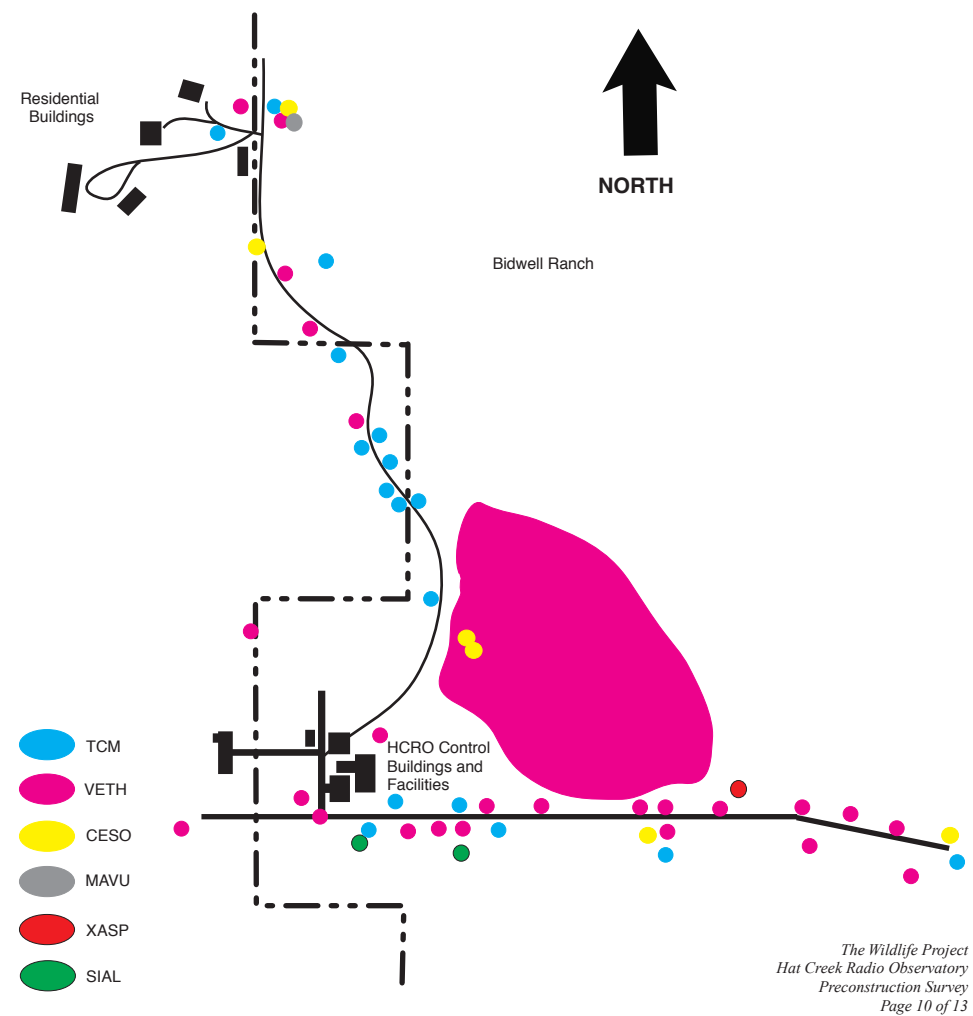 Residential
Buildings
NORTH
Bidwell Ranch
HCRO Control
Buildings and
Facilities
TCM
VETH
CESO
MAVU
XASP
SIAL
The Wildlife Project
Hat Creek Radio Observatory
Preconstruction Survey
Page 10 of 13